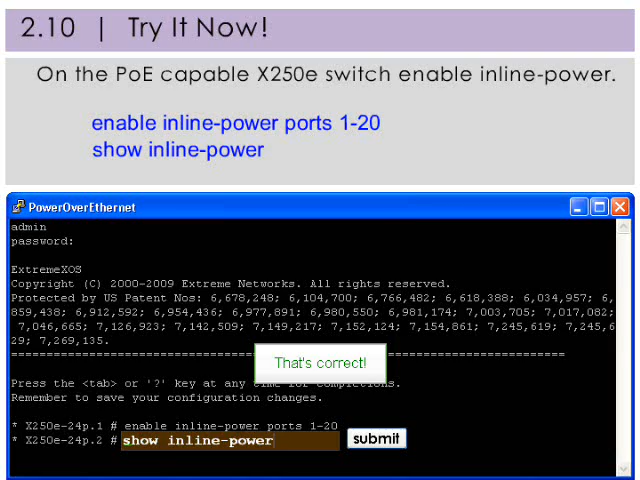 2.10 | Try It Now!
On the PoE capable X250e switch enable inline-power.
enable inline-power ports 1-20
show inline-power
PowerOverEthernet
admin
password:
ExtremeXOS
Copyright (C) 2000-2009 Extreme Networks. All rights reserved.
Protected by US Patent Nos: 6,678,248; 6,104,700; 6,766,482; 6,618,388; 6,034,957; 6,
859,438; 6,912,592; 6,954,436; 6,977,891; 6,980,550; 6,981,174; 7,003,705; 7,017,082;
7,046,665; 7,126,923; 7,142,509; 7,149,217; 7,152,124; 7,154,861; 7,245,619; 7,245,6
29; 7,269,135.
That's correct!
Press the <tab> or '?' key at any time for completions.
Remember to save your configuration changes.
* X250e-24p.1 # enable inline-power ports 1-20
* X250e-24p.2 # show inline-power submit